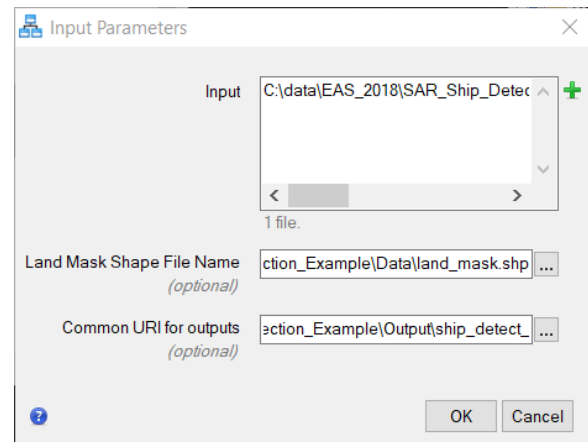 Input Parameters
Input
C:\data\EAS_2018\SAR_Ship_Detec
1 file.
Land Mask Shape File Name
(optional)
ction_Example\Data\land_mask.shp
...
Common URI for outputs
(optional)
ection_Example\Output\ship_detect_
...
?
OK
Cancel